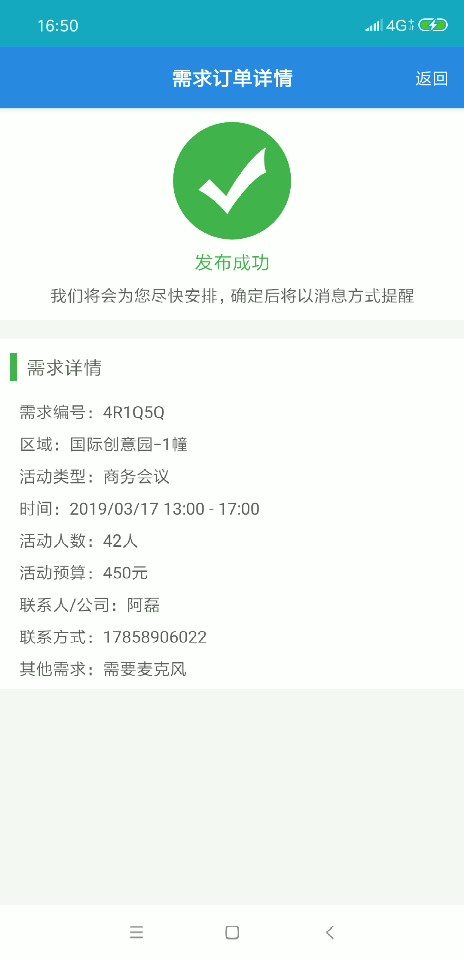 16:50
4G
需求订单详情
返回
发布成功
我们将会为您尽快安排,确定后将以消息方式提醒
需求详情
需求编号：4R1Q5Q
区域：国际创意园-1幢
活动类型：商务会议
时间：2019/03/17 13:00 - 17:00
活动人数：42人
活动预算：450元
联系人/公司：阿磊
联系方式：17858906022
其他需求：需要麦克风